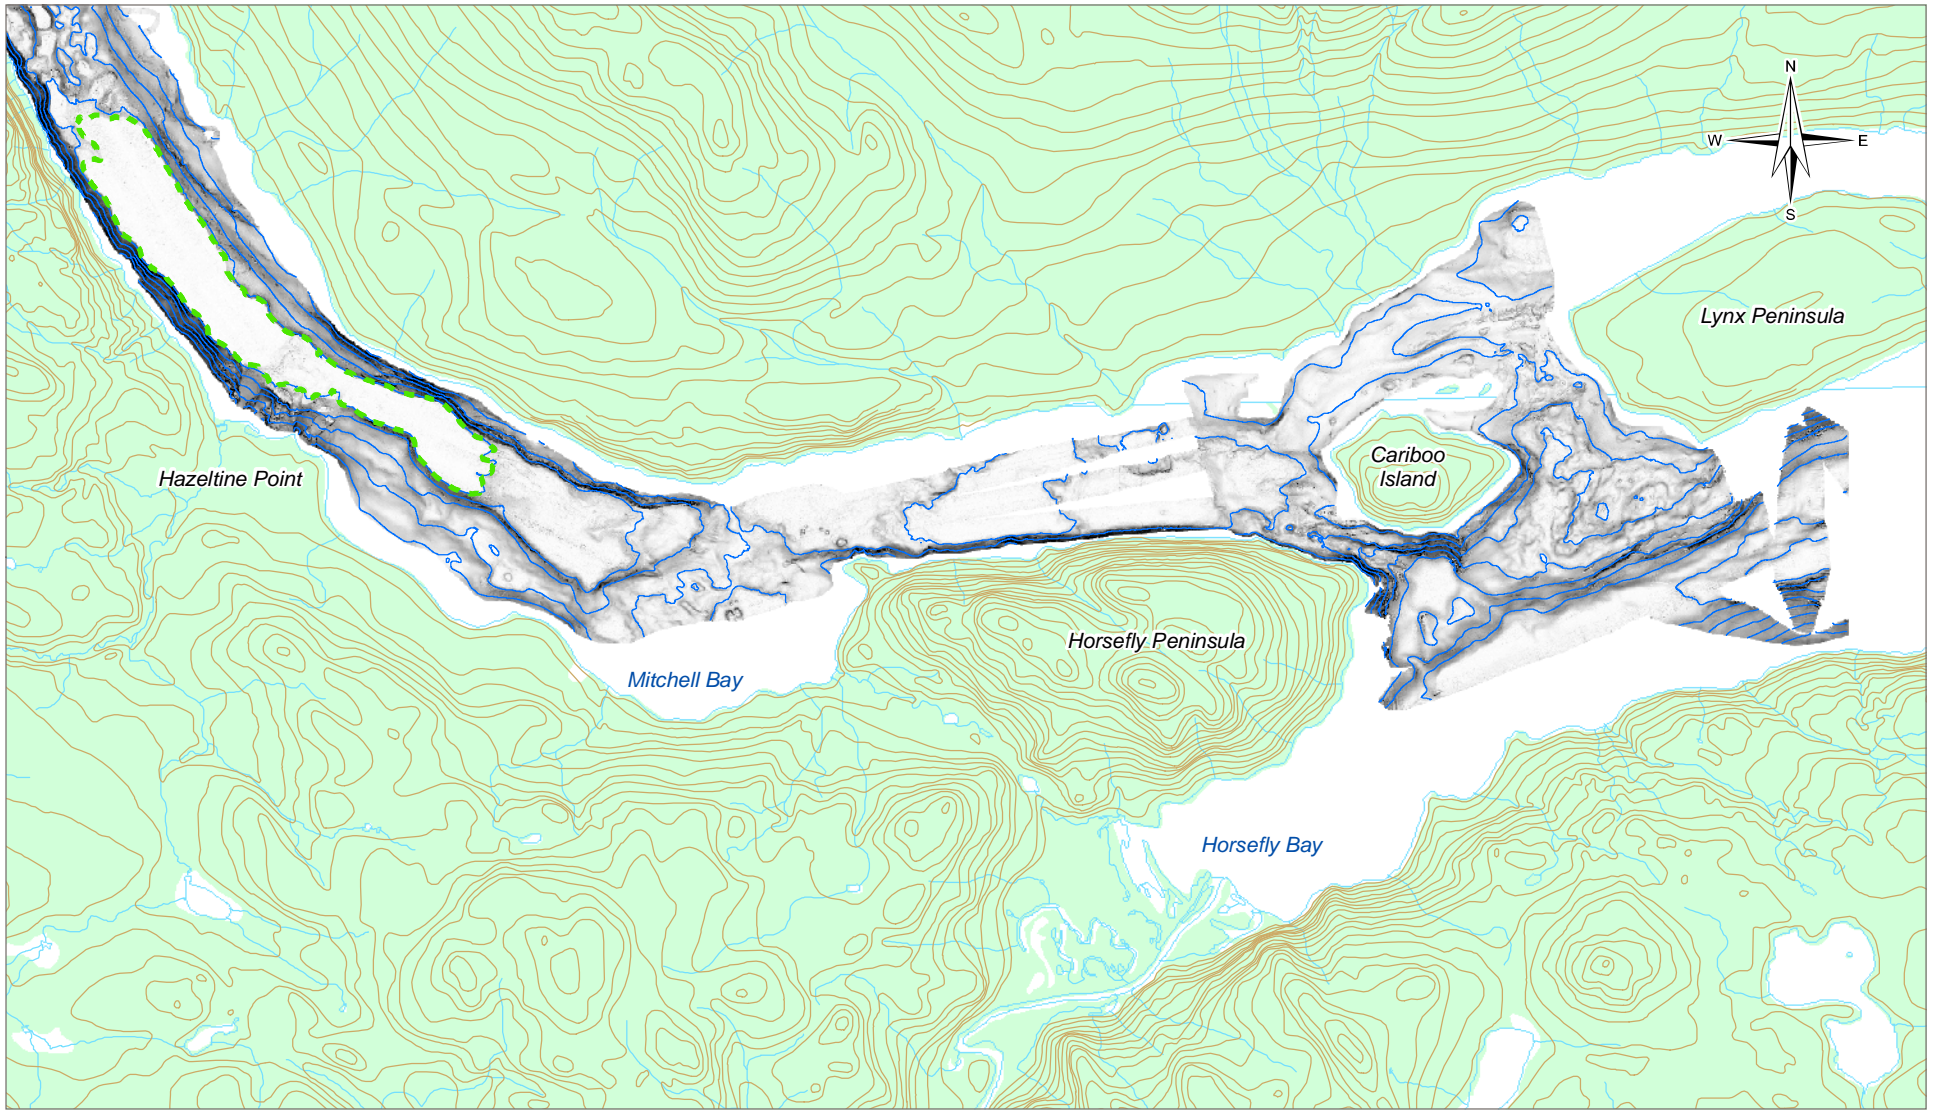 N
W
E
S
Lynx Peninsula
Cariboo
Island
Hazeltine Point
Horsefly Peninsula
Mitchell Bay
Horsefly Bay